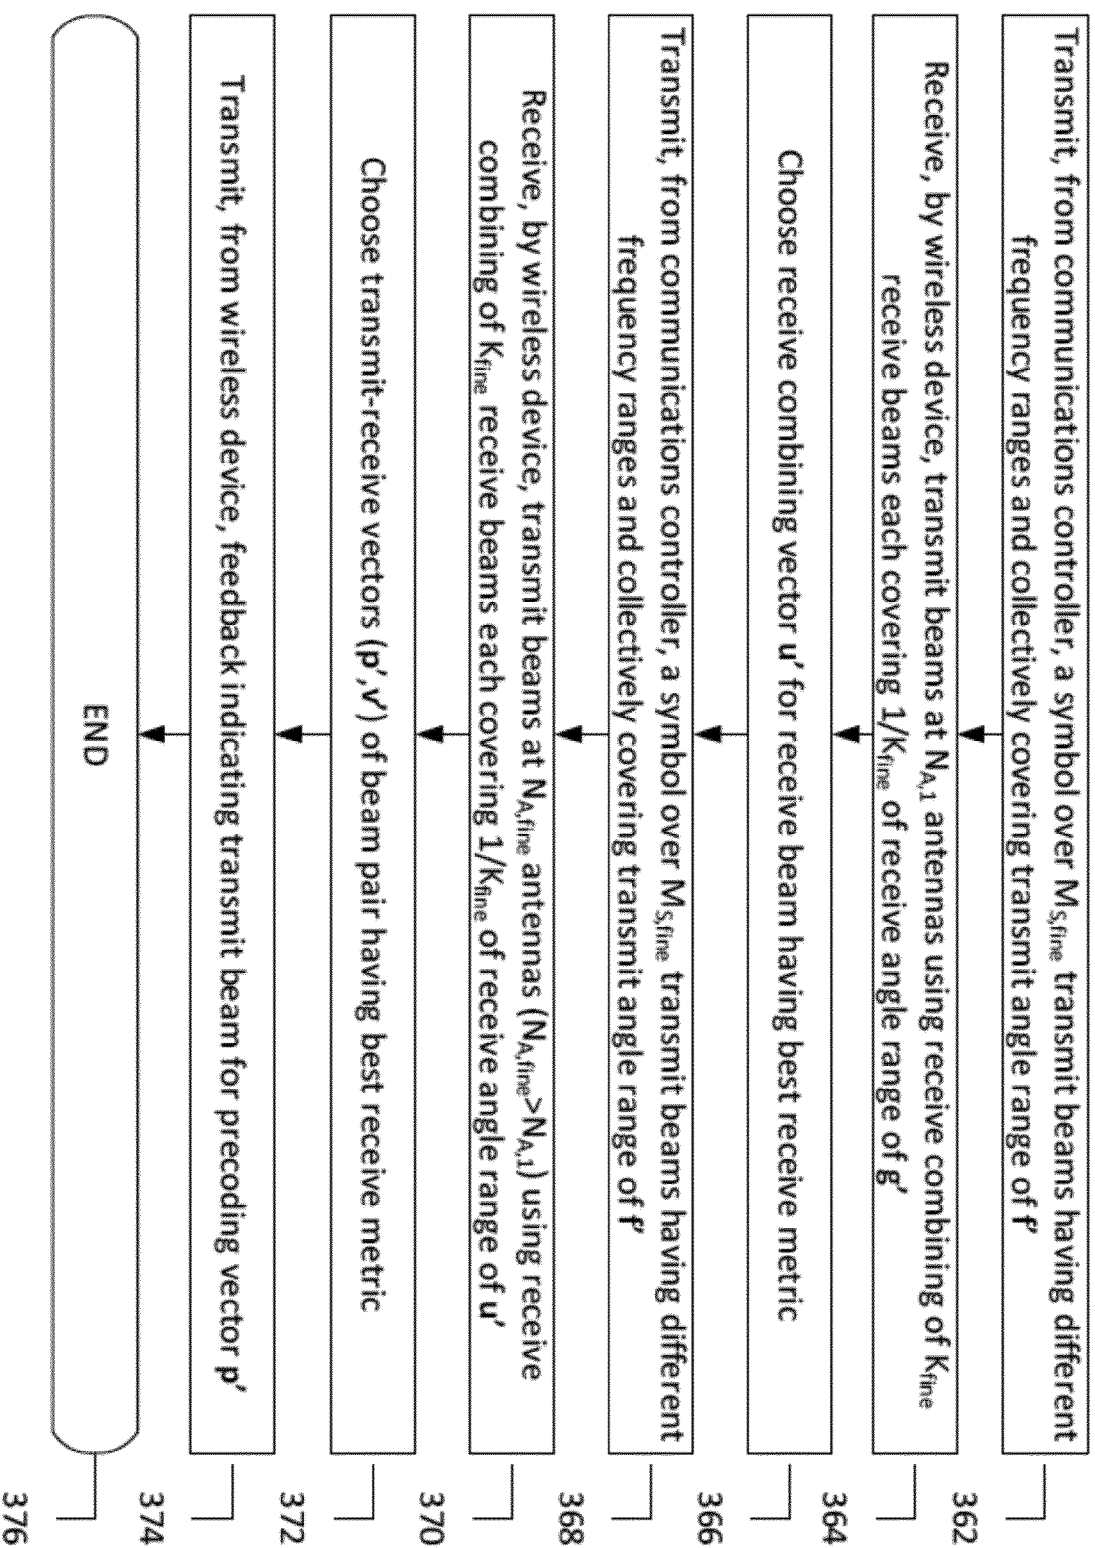 Transmit, from communications controller, a symbol over M_S,fine transmit beams having different
frequency ranges and collectively covering transmit angle range of f'
362
Receive, by wireless device, transmit beams at N_A,1 antennas using receive combining of K_fine
receive beams each covering 1/K_fine of receive angle range of g'
364
Choose receive combining vector u' for receive beam having best receive metric
366
Transmit, from communications controller, a symbol over M_S,fine transmit beams having different
frequency ranges and collectively covering transmit angle range of f'
368
Receive, by wireless device, transmit beams at N_A,fine antennas (N_A,fine>N_A,1) using receive
combining of K_fine receive beams each covering 1/K_fine of receive angle range of u'
370
Choose transmit-receive vectors (p',v') of beam pair having best receive metric
372
Transmit, from wireless device, feedback indicating transmit beam for precoding vector p'
374
END
376